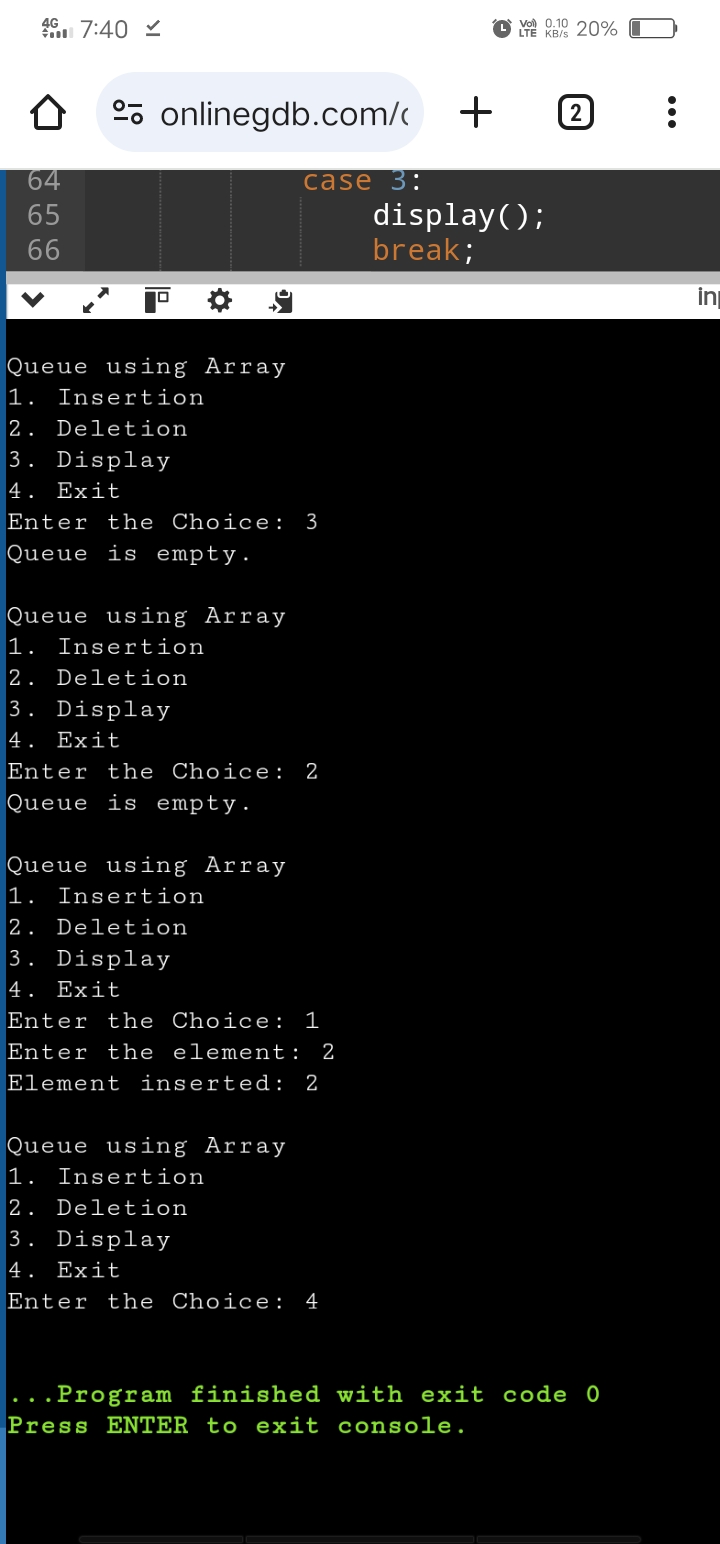 4G 7:40 Vo) LTE 0.10 KB/s 20%
onlinegdb.com/ 2
64 case 3:
65 display();
66 break;
Queue using Array
1. Insertion
2. Deletion
3. Display
4. Exit
Enter the Choice: 3
Queue is empty.
Queue using Array
1. Insertion
2. Deletion
3. Display
4. Exit
Enter the Choice: 2
Queue is empty.
Queue using Array
1. Insertion
2. Deletion
3. Display
4. Exit
Enter the Choice: 1
Enter the element: 2
Element inserted: 2
Queue using Array
1. Insertion
2. Deletion
3. Display
4. Exit
Enter the Choice: 4
...Program finished with exit code 0
Press ENTER to exit console.